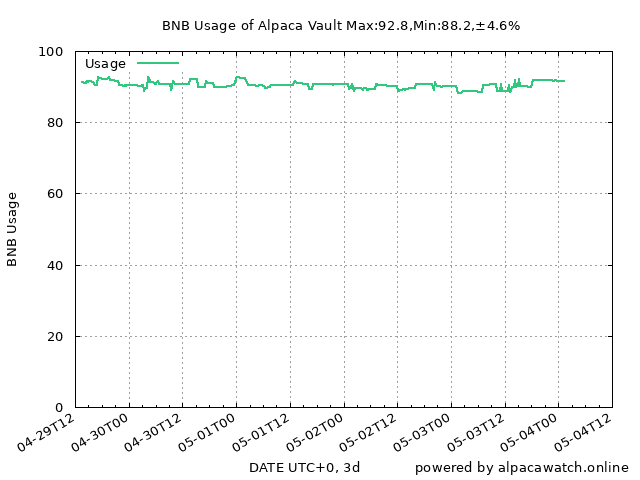 BNB Usage of Alpaca Vault Max:92.8,Min:88.2,±4.6%
Usage
100
80
60
40
20
0
BNB Usage
04-29T12
04-30T00
04-30T12
05-01T00
05-01T12
05-02T00
05-02T12
05-03T00
05-03T12
05-04T00
05-04T12
DATE UTC+0, 3d
powered by alpacawatch.online